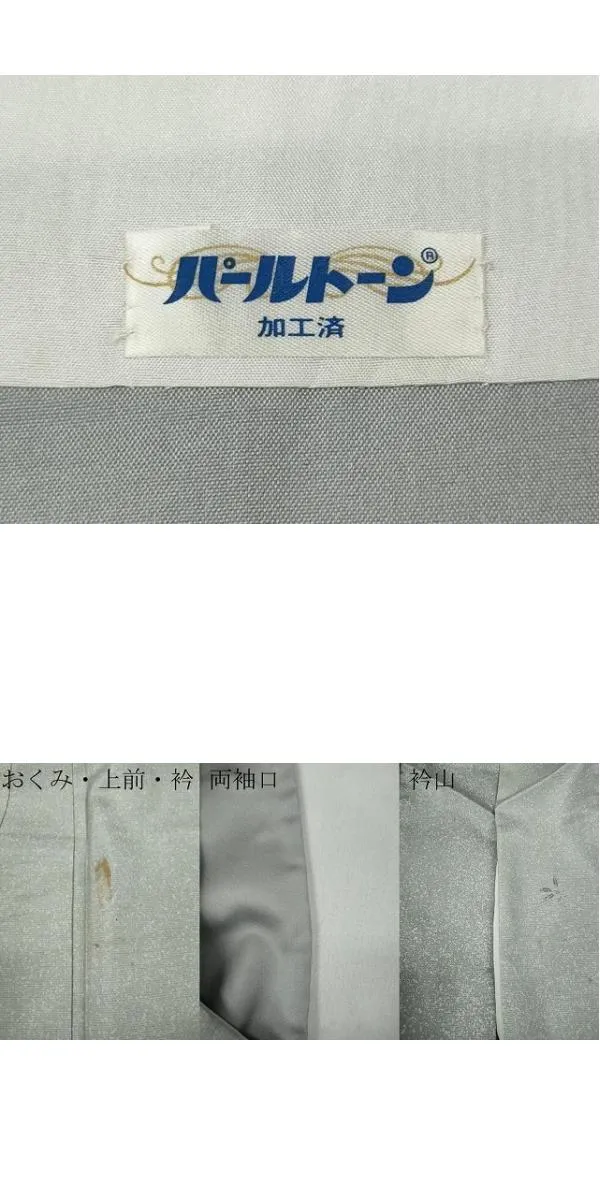 パールトーン®
加工済
おくみ・上前・衿
両袖口
衿山